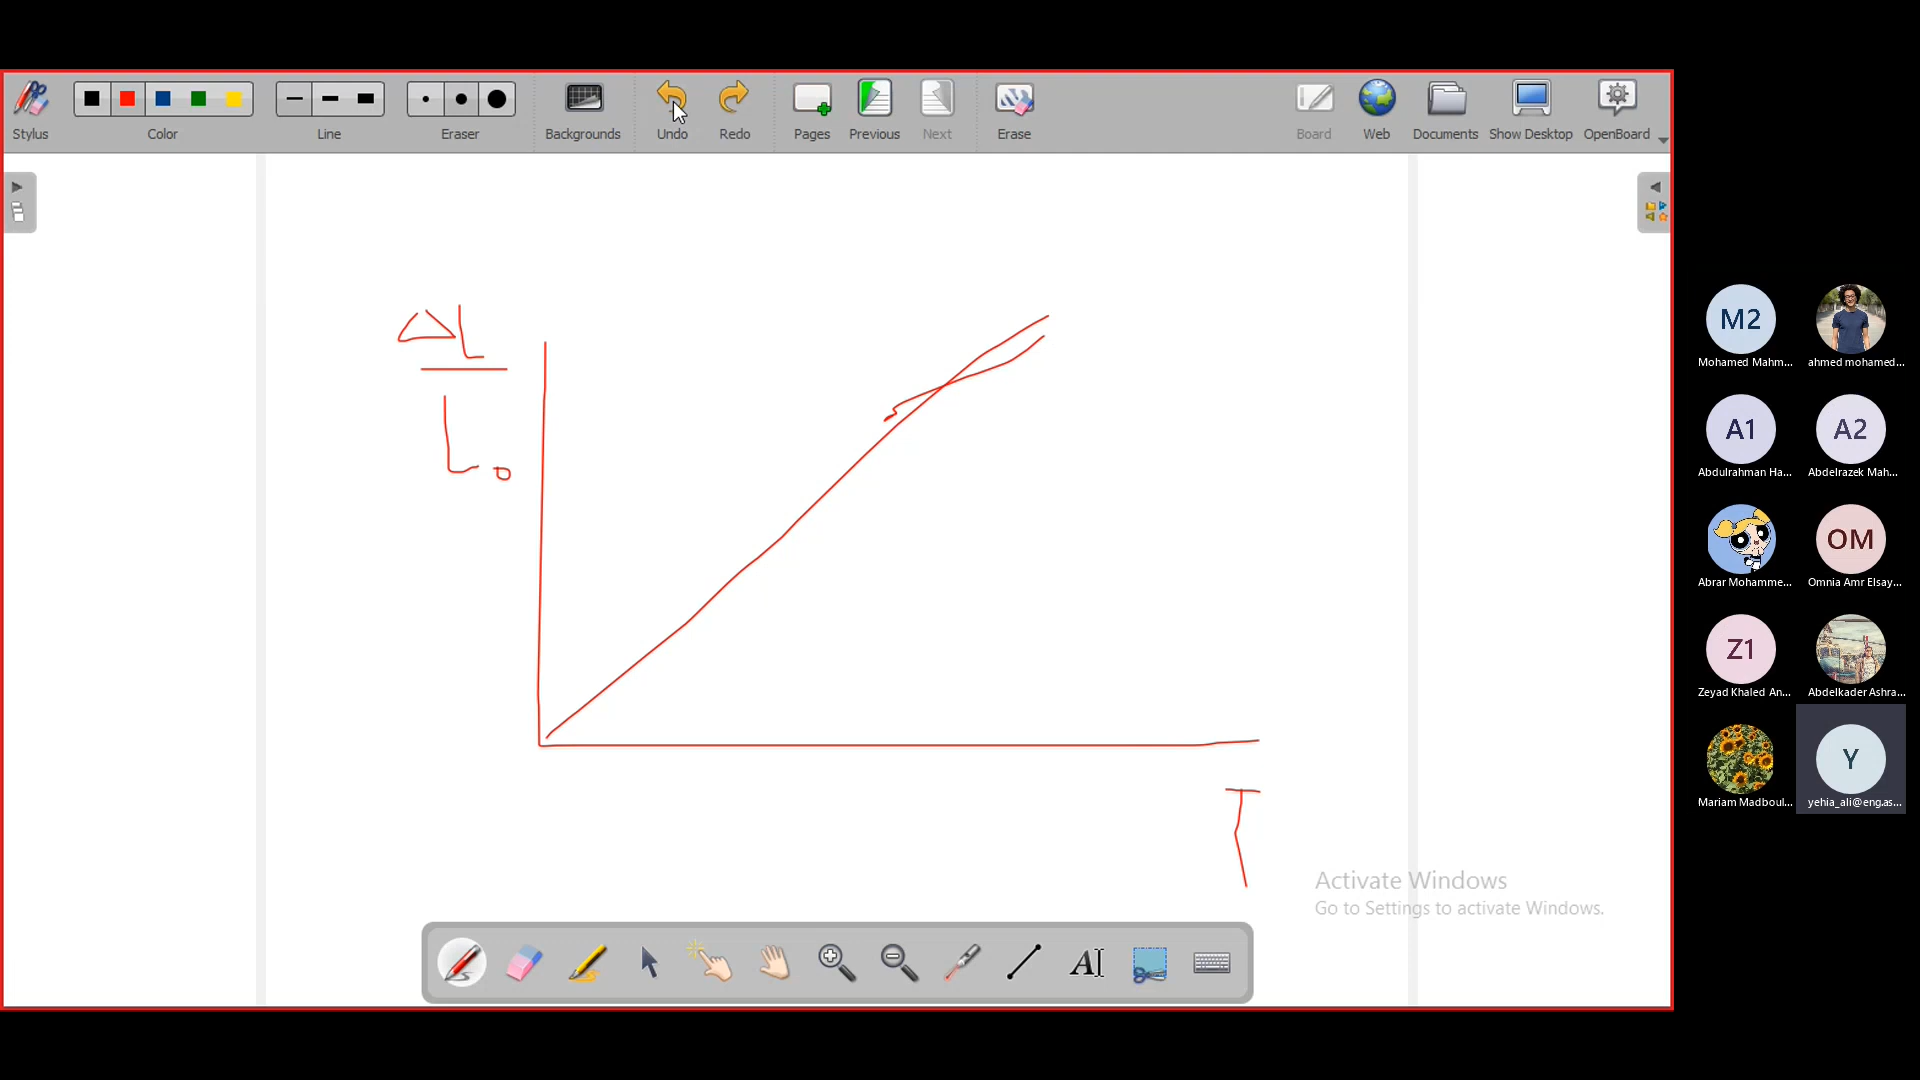 Stylus
Color
Line
Eraser
Backgrounds
Undo
Redo
Pages
Previous
Next
Erase
Board
Web
Documents
Show Desktop
OpenBoard
ΔL
L₀
T
M2
Mohamed Mahm...
ahmed mohamed...
A1
Abdulrahman Ha...
A2
Abdelrazek Mah...
Abrar Mohamme...
OM
Omnia Amr Elsay...
Z1
Zeyad Khaled An...
Abdelkader Ashra...
Mariam Madboul...
Y
yehia_ali@eng.as...
Activate Windows
Go to Settings to activate Windows.
AI